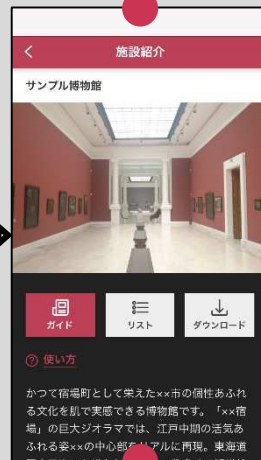 施設紹介
サンプル博物館
ガイド
リスト
ダウンロード
使い方
かつて宿場町として栄えた××市の個性あふれ
る文化を肌で実感できる博物館です。「××宿
場」の巨大ジオラマでは、江戸中期の活気あ
ふれる姿××の中心部をリアルに再現。東海道